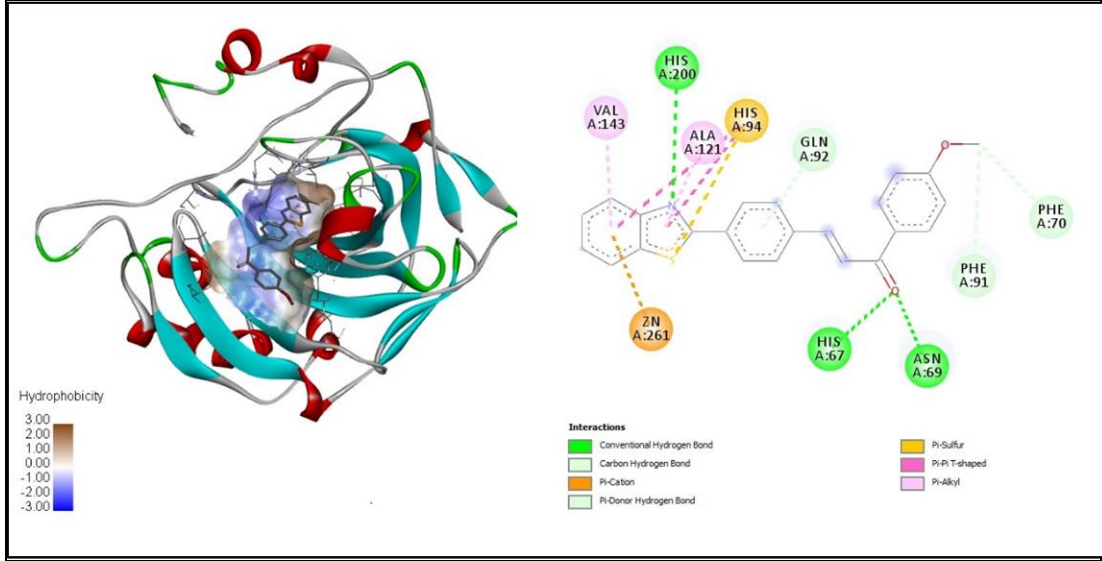 Hydrophobicity
3.00
2.00
1.00
0.00
-1.00
-2.00
-3.00
HIS
A:200
VAL
A:143
ALA
A:121
HIS
A:94
GLN
A:92
PHE
A:70
PHE
A:91
ZN
A:261
HIS
A:67
ASN
A:69
N
S
O
O
Interactions
Conventional Hydrogen Bond
Carbon Hydrogen Bond
Pi-Cation
Pi-Donor Hydrogen Bond
Pi-Sulfur
Pi-Pi T-shaped
Pi-Alkyl